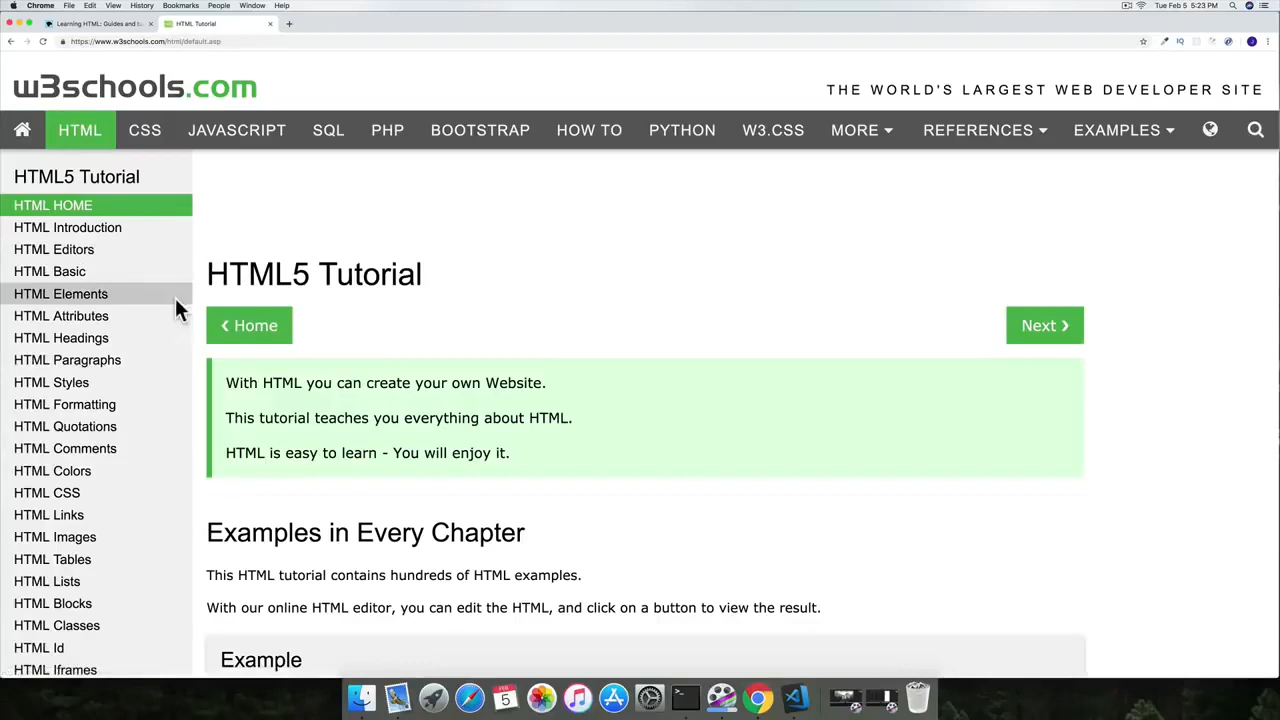 Chrome File Edit View History Bookmarks People Window Help
Tue Feb 5 5:23 PM
Learning HTML: Guides and tu
HTML Tutorial
https://www.w3schools.com/html/default.asp
w3schools.com
THE WORLD'S LARGEST WEB DEVELOPER SITE
HTML CSS JAVASCRIPT SQL PHP BOOTSTRAP HOW TO PYTHON W3.CSS MORE REFERENCES EXAMPLES
HTML5 Tutorial
HTML HOME
HTML Introduction
HTML Editors
HTML Basic
HTML Elements
HTML Attributes
HTML Headings
HTML Paragraphs
HTML Styles
HTML Formatting
HTML Quotations
HTML Comments
HTML Colors
HTML CSS
HTML Links
HTML Images
HTML Tables
HTML Lists
HTML Blocks
HTML Classes
HTML Id
HTML Iframes
HTML5 Tutorial
❮ Home
Next ❯
With HTML you can create your own Website.
This tutorial teaches you everything about HTML.
HTML is easy to learn - You will enjoy it.
Examples in Every Chapter
This HTML tutorial contains hundreds of HTML examples.
With our online HTML editor, you can edit the HTML, and click on a button to view the result.
Example